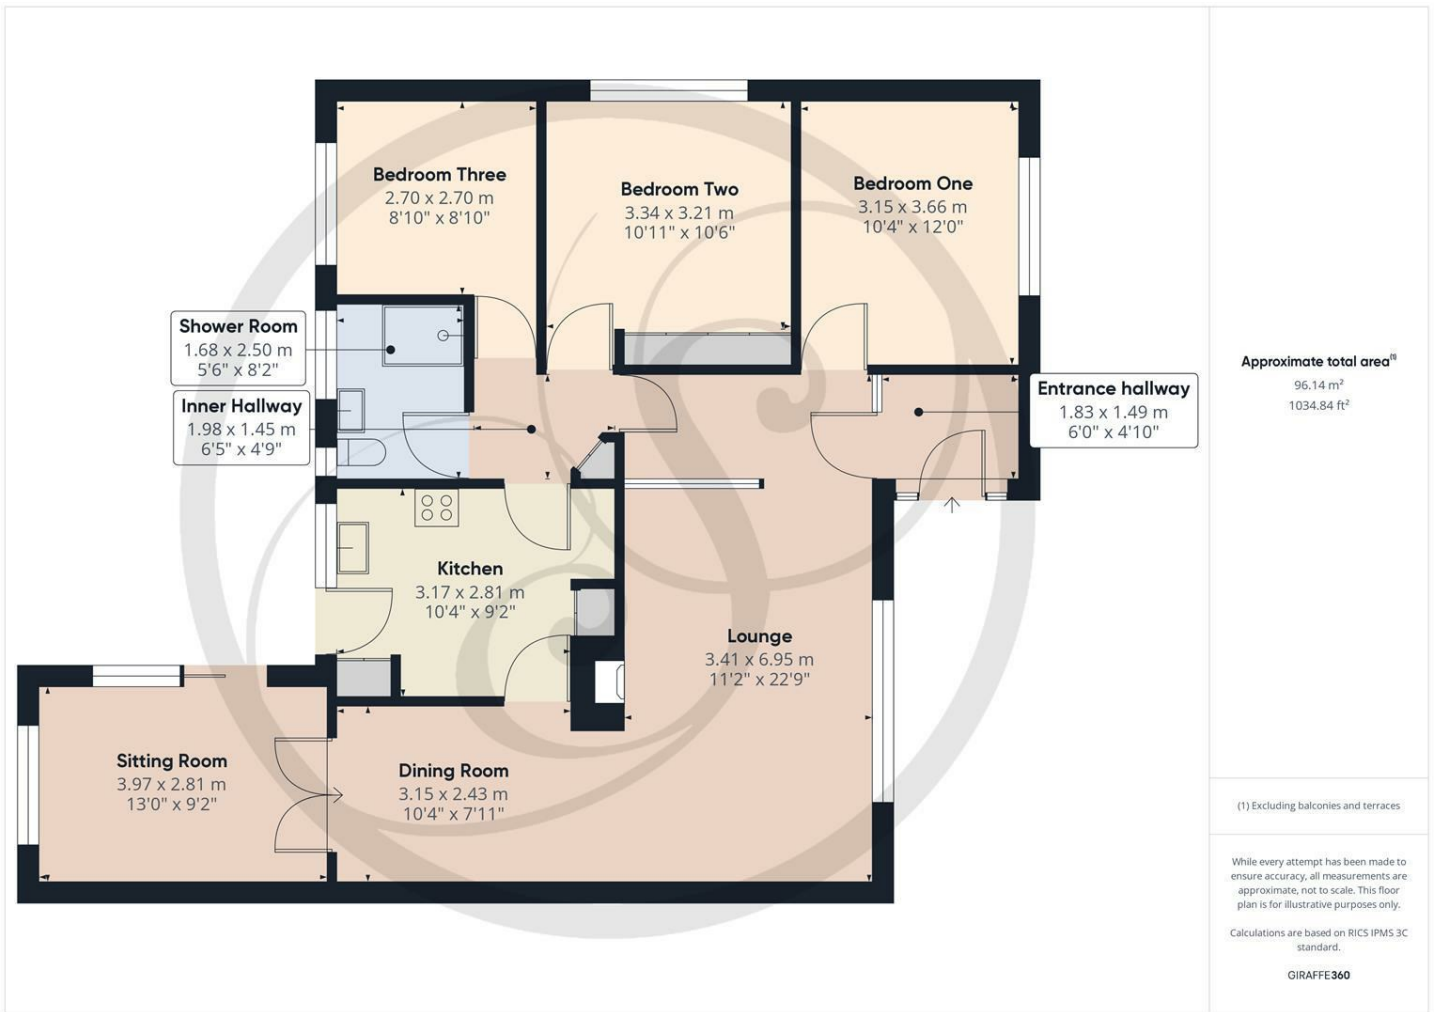 Bedroom Three
2.70 x 2.70 m
8'10" x 8'10"
Bedroom Two
3.34 x 3.21 m
10'11" x 10'6"
Bedroom One
3.15 x 3.66 m
10'4" x 12'0"
Shower Room
1.68 x 2.50 m
5'6" x 8'2"
Inner Hallway
1.98 x 1.45 m
6'5" x 4'9"
Entrance hallway
1.83 x 1.49 m
6'0" x 4'10"
Kitchen
3.17 x 2.81 m
10'4" x 9'2"
Lounge
3.41 x 6.95 m
11'2" x 22'9"
Sitting Room
3.97 x 2.81 m
13'0" x 9'2"
Dining Room
3.15 x 2.43 m
10'4" x 7'11"
Approximate total area(1)
96.14 m²
1034.84 ft²
(1) Excluding balconies and terraces
While every attempt has been made to
ensure accuracy, all measurements are
approximate, not to scale. This floor
plan is for illustrative purposes only.
Calculations are based on RICS IPMS 3C
standard.
GIRAFFE360